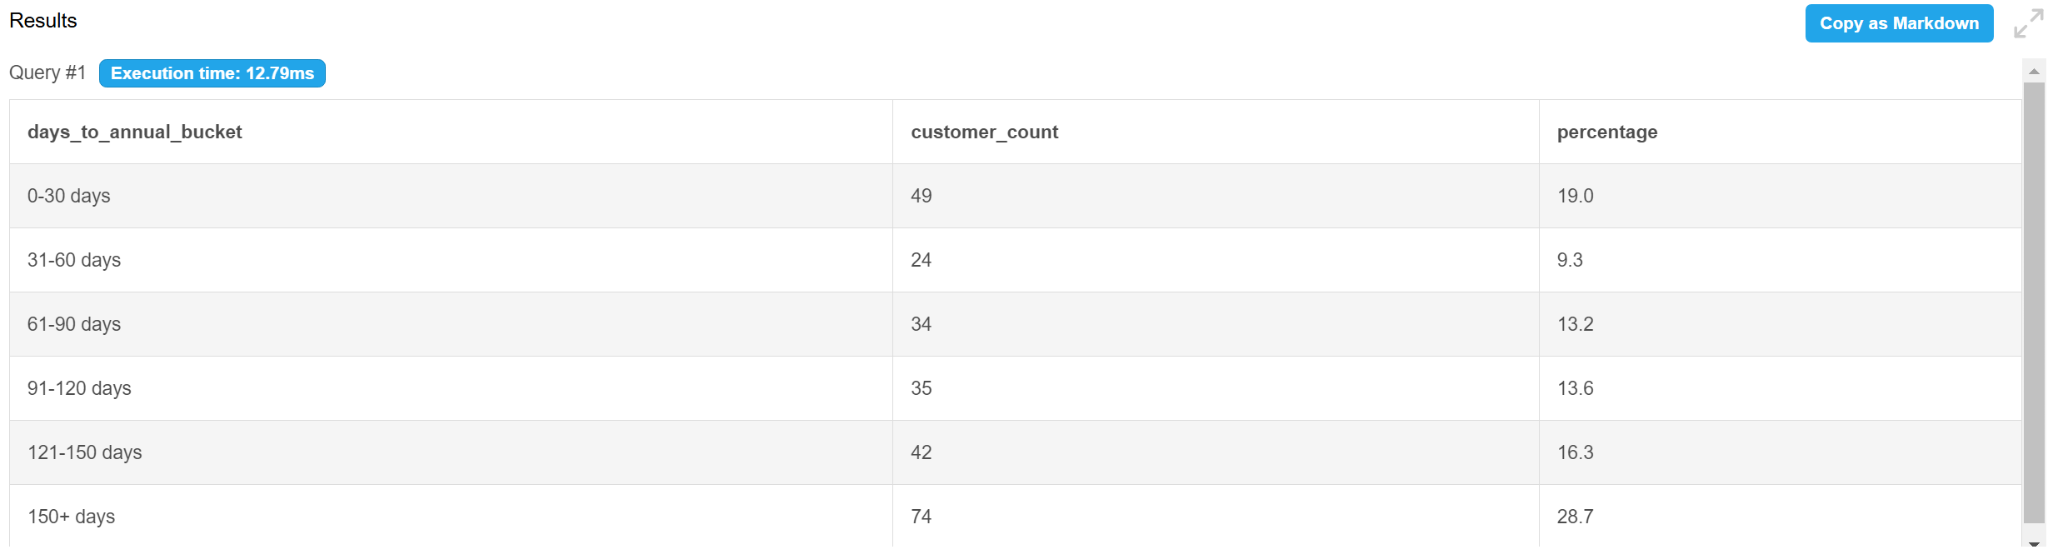 Results
Copy as Markdown
Query #1 Execution time: 12.79ms
days_to_annual_bucket customer_count percentage
0-30 days 49 19.0
31-60 days 24 9.3
61-90 days 34 13.2
91-120 days 35 13.6
121-150 days 42 16.3
150+ days 74 28.7